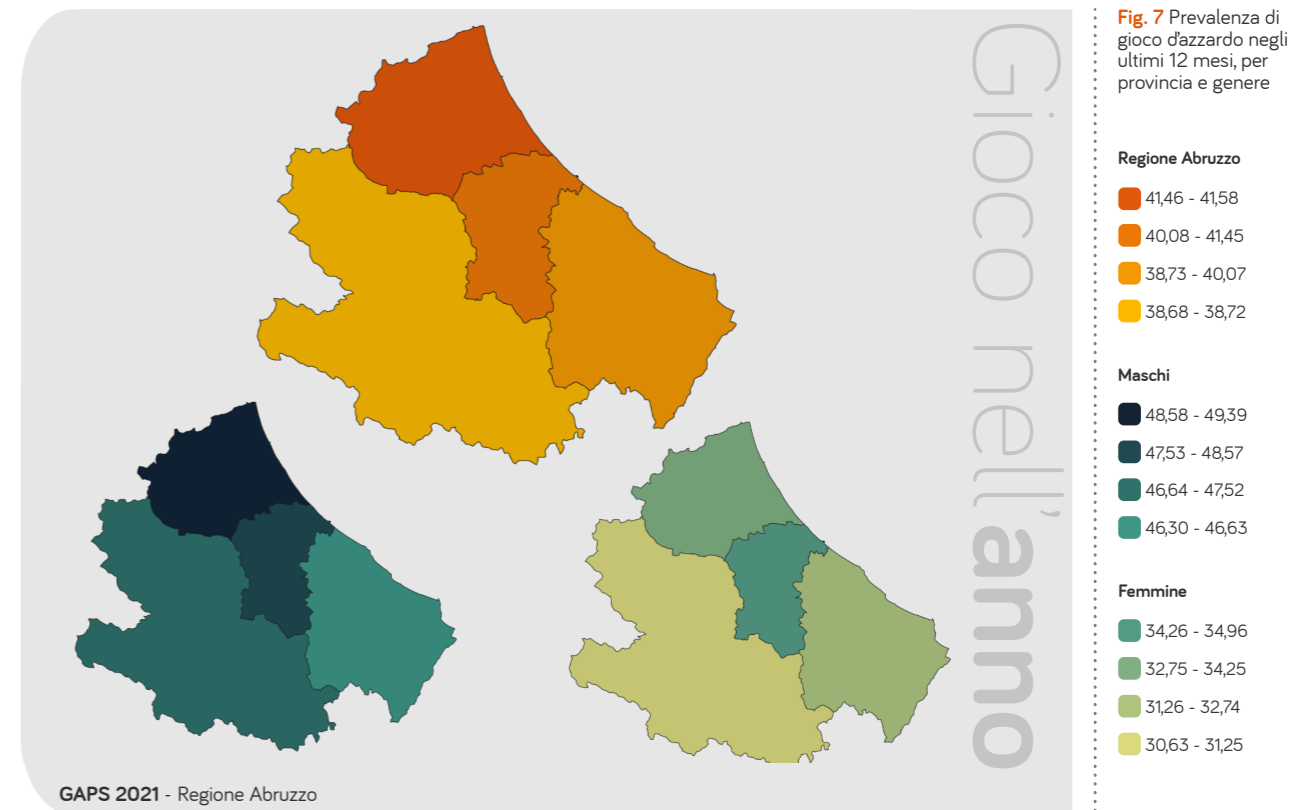 Gioco nell'anno
Fig. 7 Prevalenza di
gioco d'azzardo negli
ultimi 12 mesi, per
provincia e genere
Regione Abruzzo
41,46 - 41,58
40,08 - 41,45
38,73 - 40,07
38,68 - 38,72
Maschi
48,58 - 49,39
47,53 - 48,57
46,64 - 47,52
46,30 - 46,63
Femmine
34,26 - 34,96
32,75 - 34,25
31,26 - 32,74
30,63 - 31,25
GAPS 2021 - Regione Abruzzo